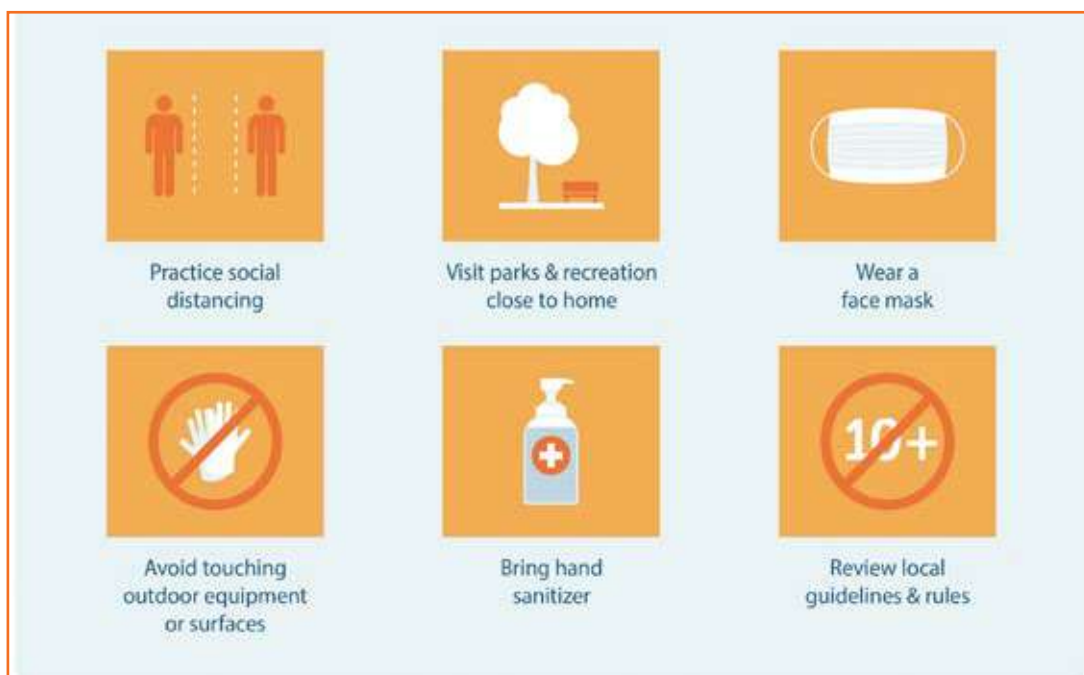 Practice social
distancing
Visit parks & recreation
close to home
Wear a
face mask
10+
Avoid touching
outdoor equipment
or surfaces
Bring hand
sanitizer
Review local
guidelines & rules